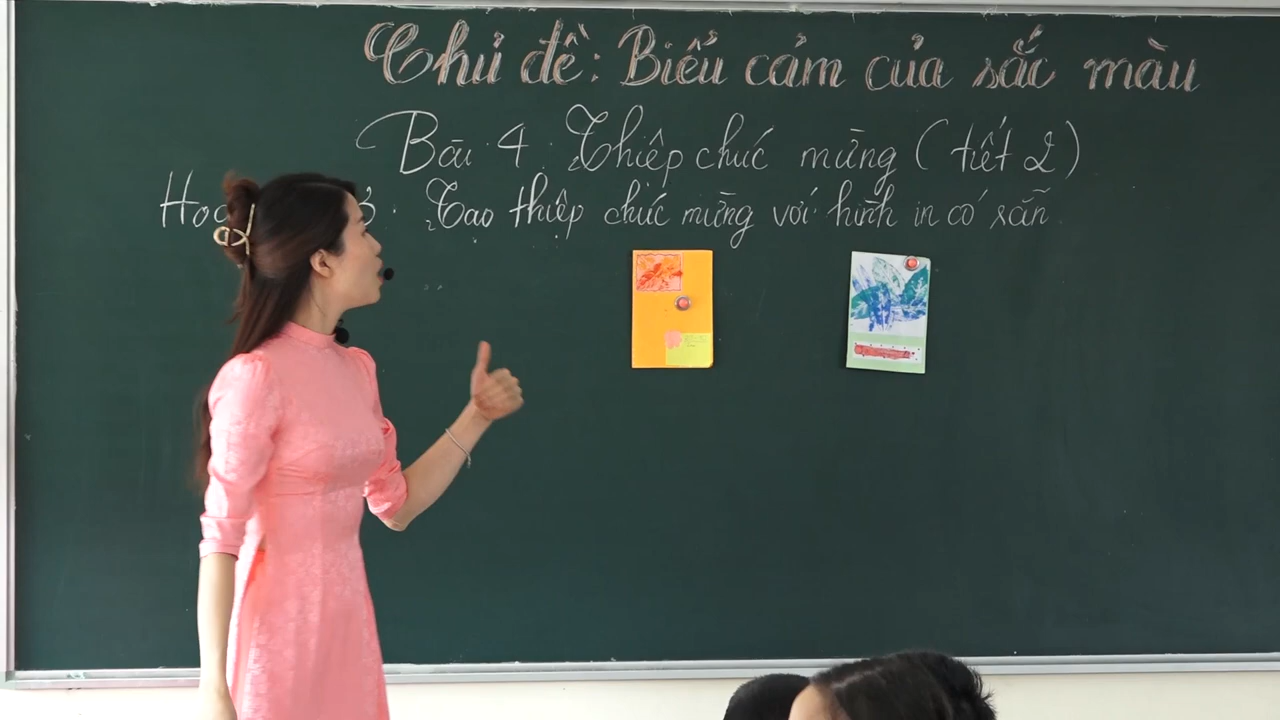 Chủ đề: Biểu cảm của sắc màu
Bài 4: Thiệp chúc mừng (tiết 2)
3: Tạo thiệp chúc mừng với hình in có sẵn